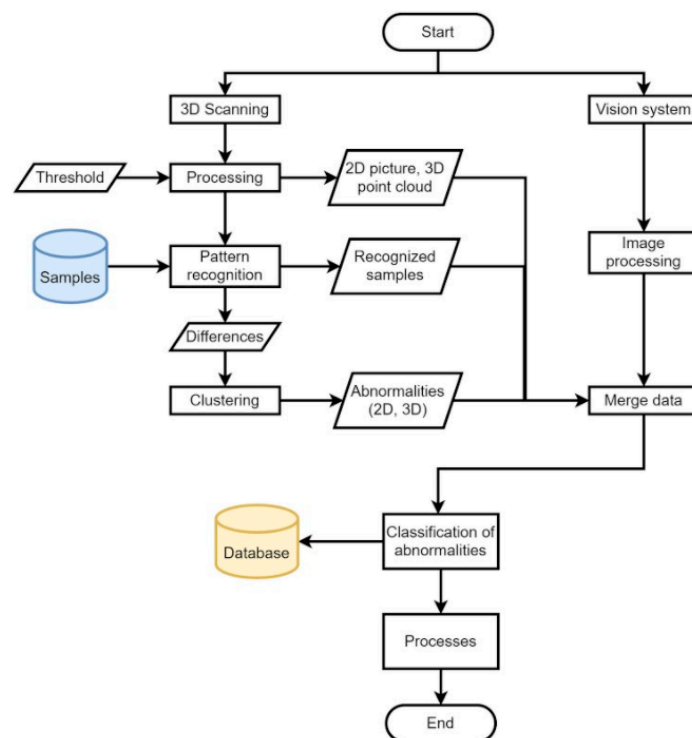 Start
3D Scanning
Vision system
Threshold
Processing
2D picture, 3D
point cloud
Samples
Pattern
recognition
Recognized
samples
Image
processing
Differences
Clustering
Abnormalities
(2D, 3D)
Merge data
Database
Classification of
abnormalities
Processes
End